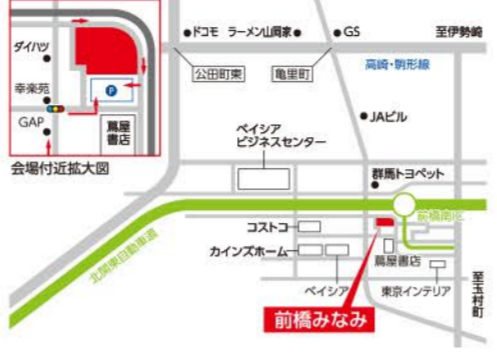 ドコモ ラーメン山岡家 GS 至伊勢崎
公田町東 亀里町 高崎・駒形線
ダイハツ
幸楽苑
P
GAP
蔦屋
書店
会場付近拡大図
JAビル
ベイシア
ビジネスセンター
群馬トヨペット
前橋南IC
北関東自動車道
コストコ
カインズホーム
ベイシア
蔦屋書店
東京インテリア
至玉村町
前橋みなみ